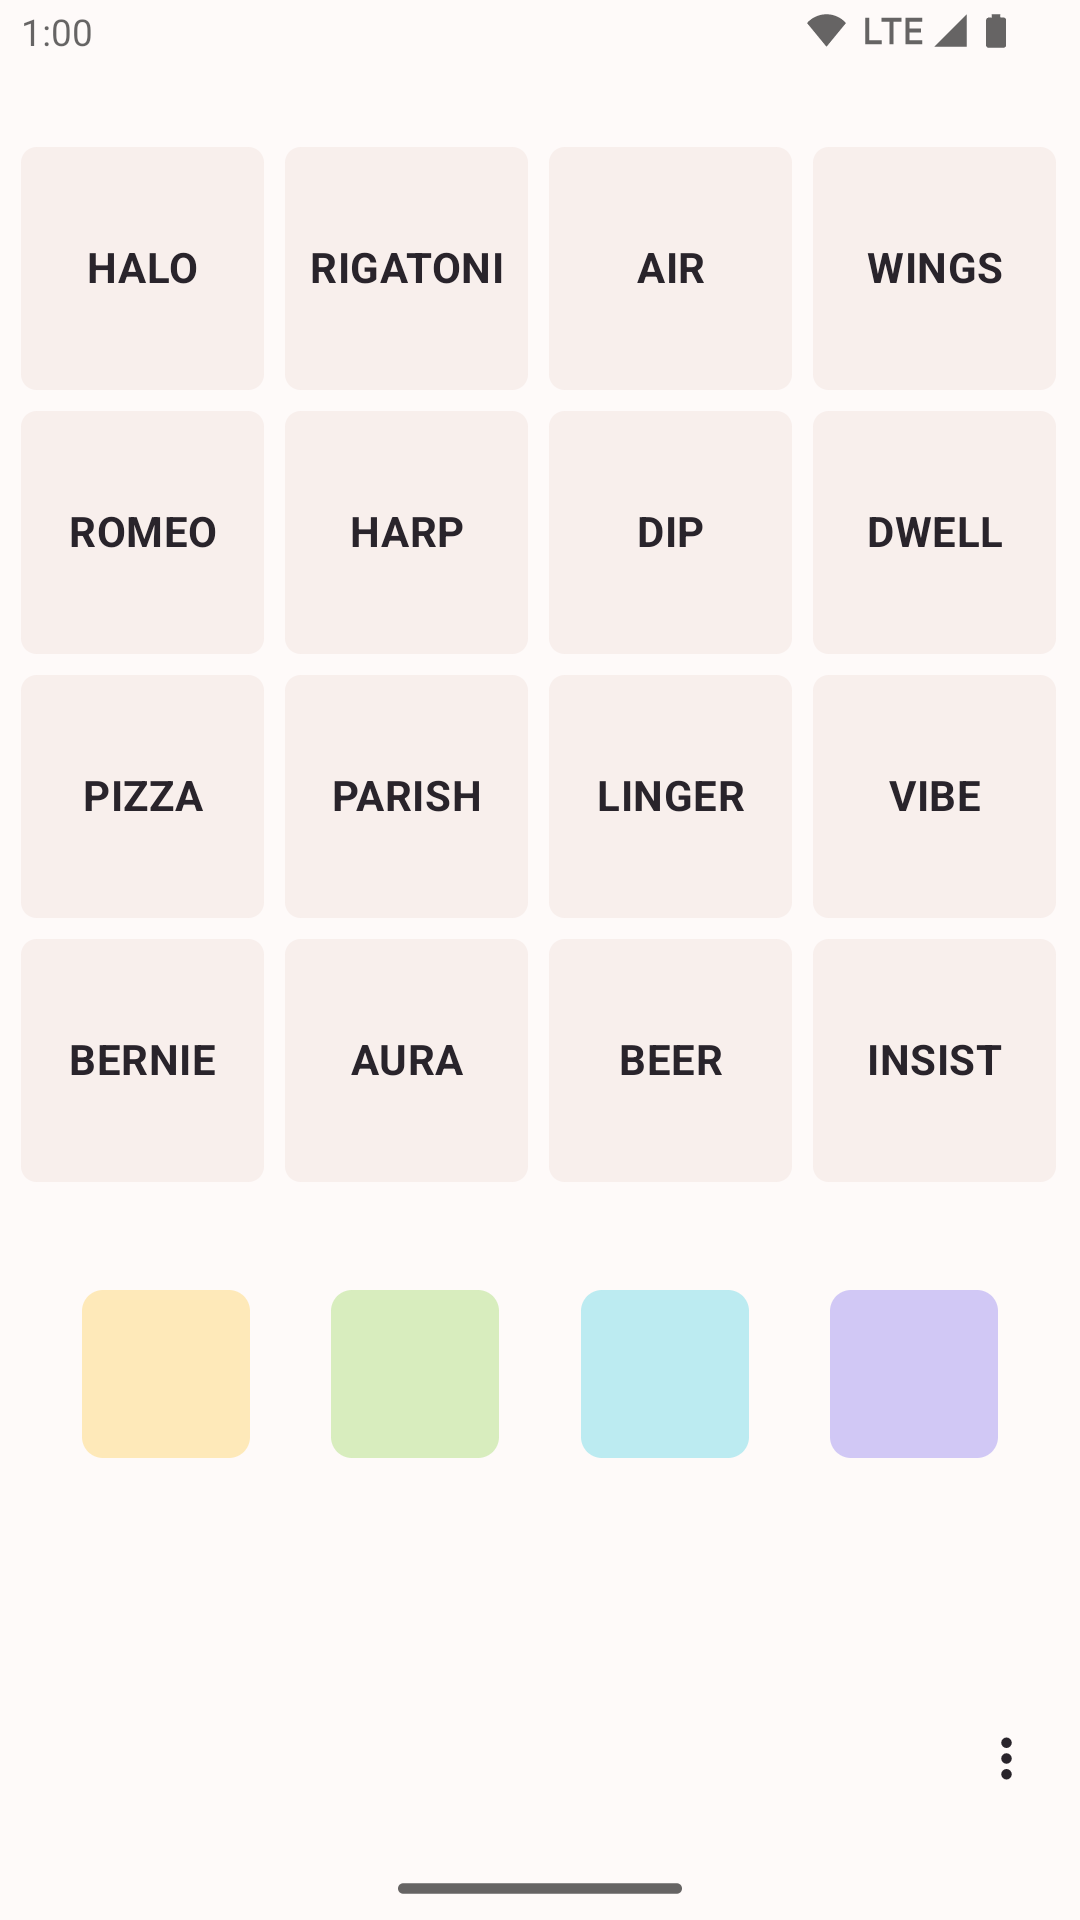 1:00
LTE
HALO
RIGATONI
AIR
WINGS
ROMEO
HARP
DIP
DWELL
PIZZA
PARISH
LINGER
VIBE
BERNIE
AURA
BEER
INSIST